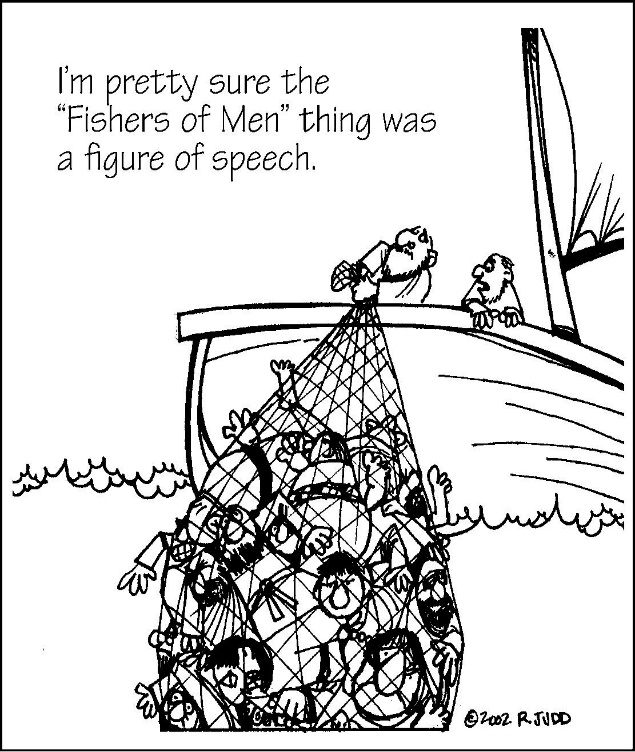 I'm pretty sure the
"Fishers of Men" thing was
a figure of speech.
©2002 R.JUDD